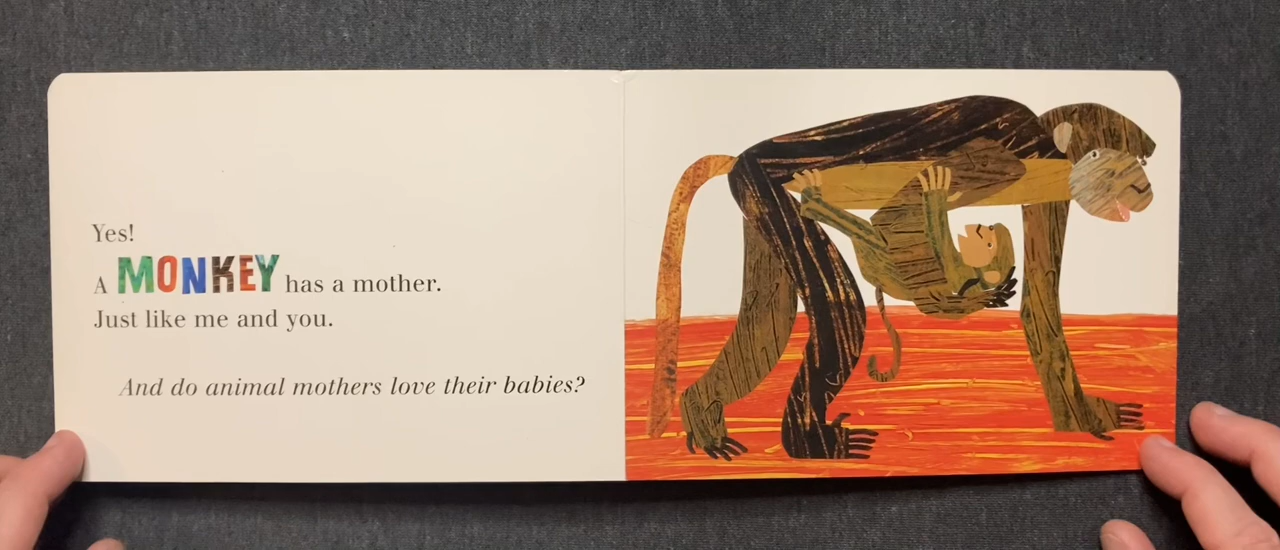 Yes!
A MONKEY has a mother.
Just like me and you.
And do animal mothers love their babies?